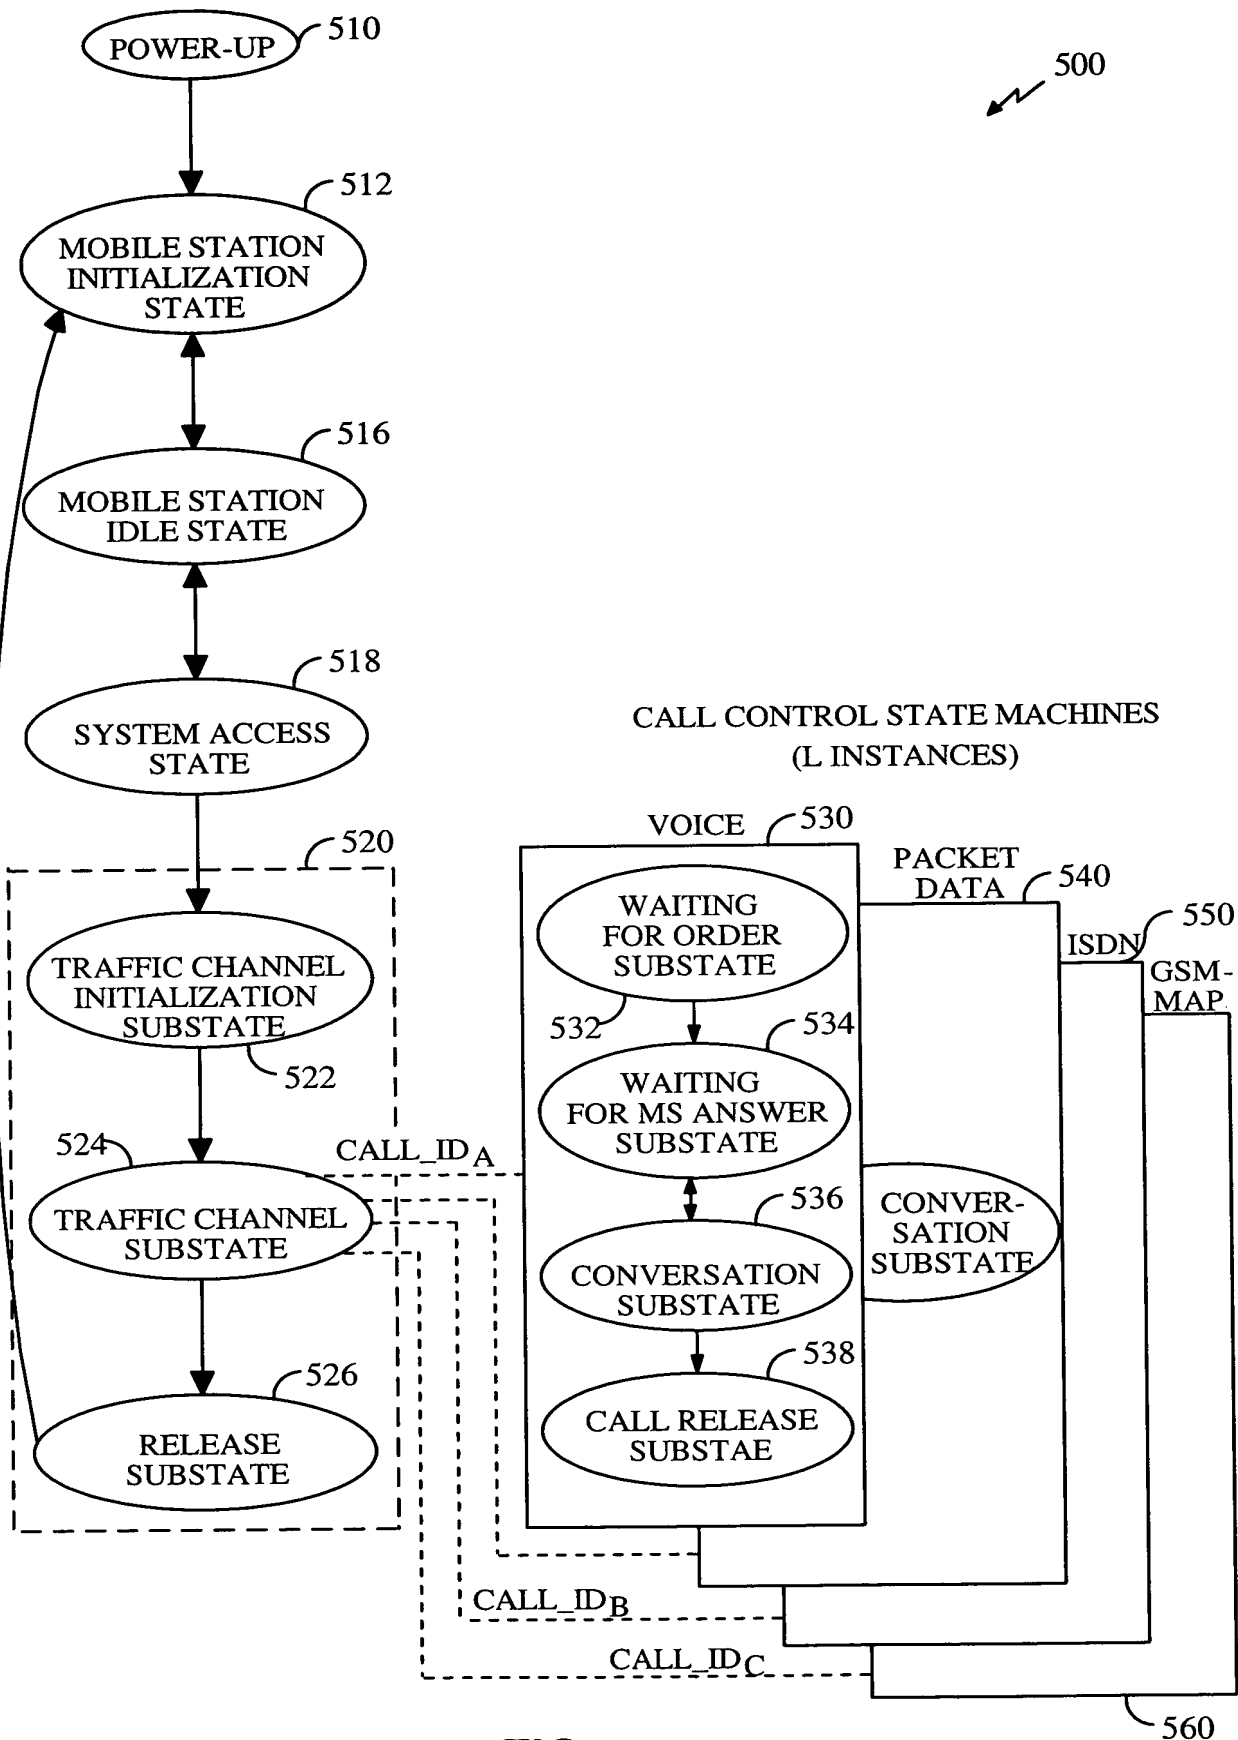 POWER-UP
510
500
512
MOBILE STATION
INITIALIZATION
STATE
516
MOBILE STATION
IDLE STATE
518
SYSTEM ACCESS
STATE
CALL CONTROL STATE MACHINES
(L INSTANCES)
520
TRAFFIC CHANNEL
INITIALIZATION
SUBSTATE
522
524
TRAFFIC CHANNEL
SUBSTATE
526
RELEASE
SUBSTATE
VOICE
530
WAITING
FOR ORDER
SUBSTATE
532
534
WAITING
FOR MS ANSWER
SUBSTATE
536
CONVERSATION
SUBSTATE
538
CALL RELEASE
SUBSTAE
PACKET
DATA
540
CONVER-
SATION
SUBSTATE
ISDN
550
GSM-
MAP
CALL_IDA
CALL_IDB
CALL_IDC
560